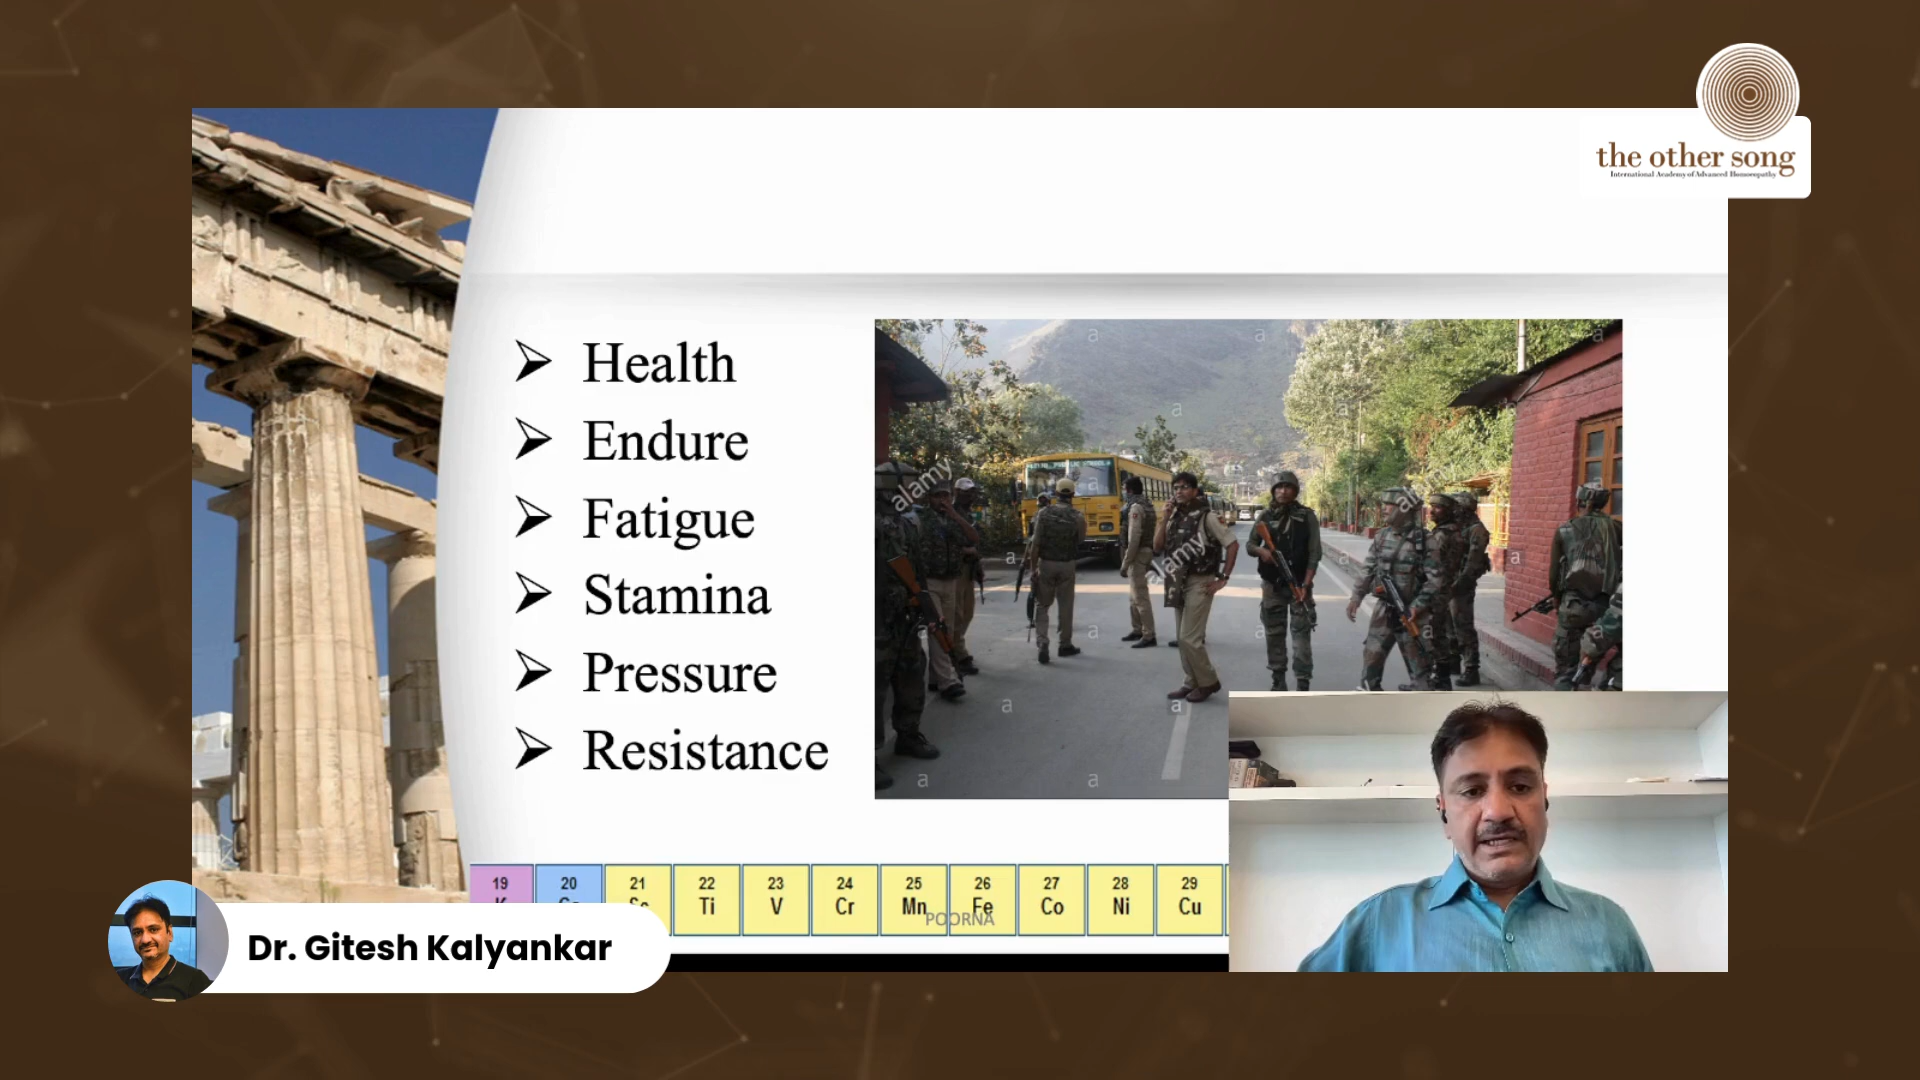 the other song
International Academy of Advanced Homoeopathy
➢ Health
➢ Endure
➢ Fatigue
➢ Stamina
➢ Pressure
➢ Resistance
alamy
alamy
a
19 20 21 22 23 24 25 26 27 28 29
Ti V Cr Mn Fe Co Ni Cu
POORNA
Dr. Gitesh Kalyankar